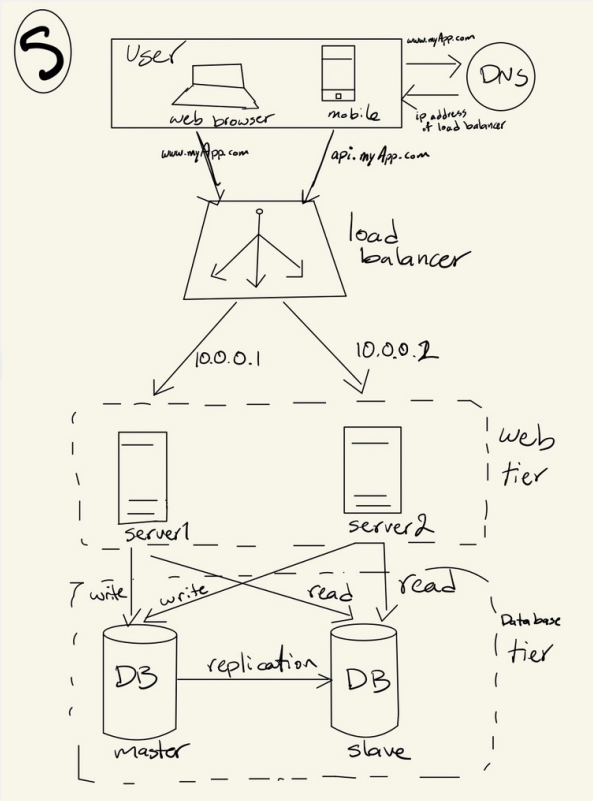 5
User
www.myApp.com
DNS
web browser
mobile
ip address
of load balancer
www.myApp.com
api.myApp.com
load
balancer
10.0.0.1
10.0.0.2
web
tier
server1
server2
write
write
read
read
Database
tier
DB
replication
DB
master
slave